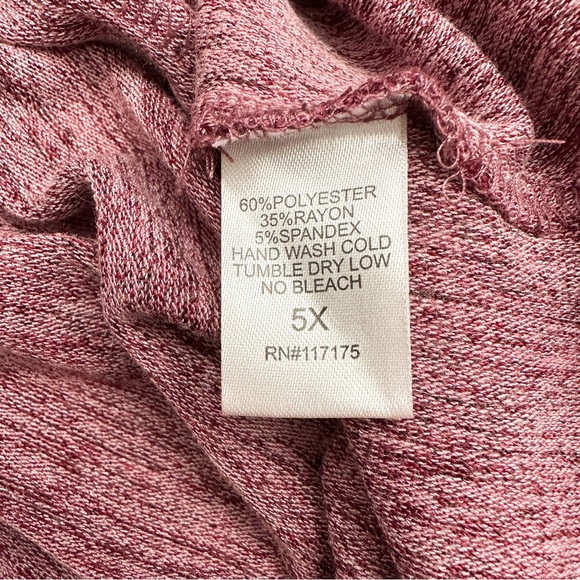 60%POLYESTER
35%RAYON
5%SPANDEX
HAND WASH COLD
TUMBLE DRY LOW
NO BLEACH
5X
RN#117175